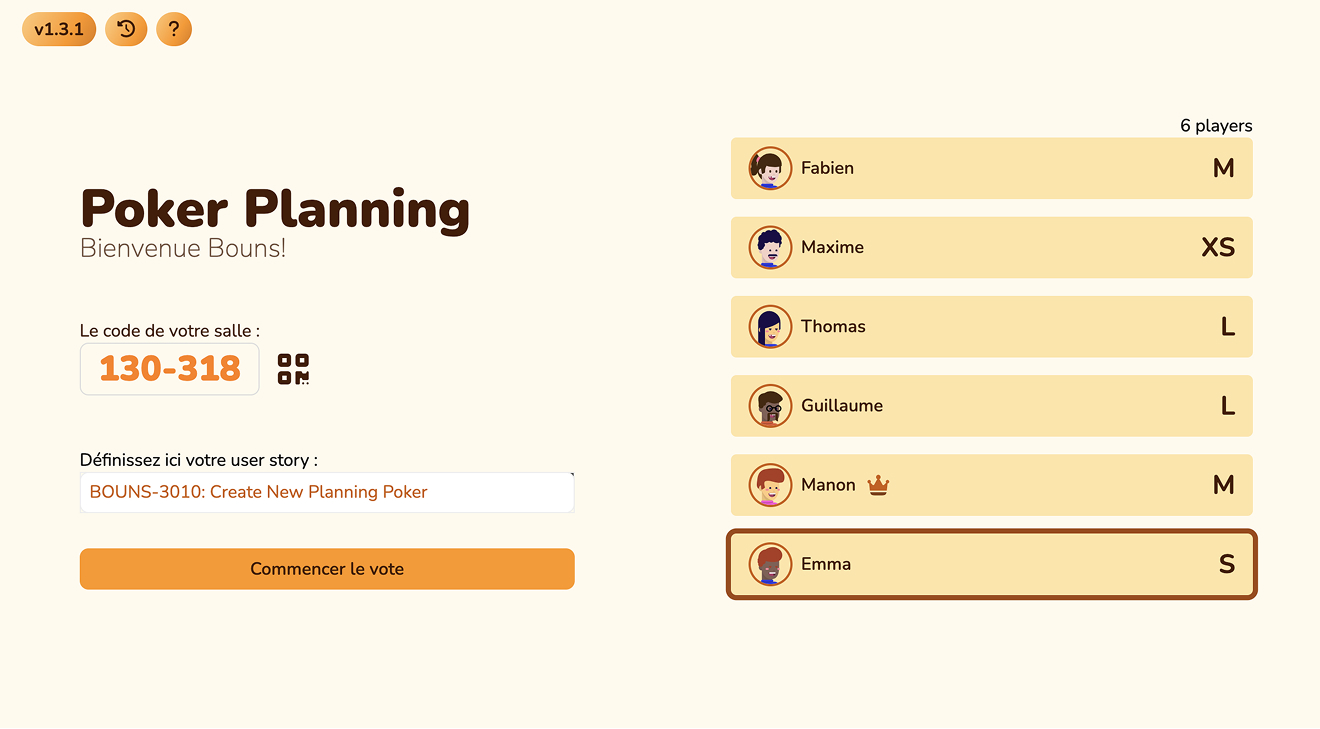 v1.3.1
?
Poker Planning
Bienvenue Bouns!
Le code de votre salle :
130-318
Définissez ici votre user story :
BOUNS-3010: Create New Planning Poker
Commencer le vote
6 players
Fabien M
Maxime XS
Thomas L
Guillaume L
Manon M
Emma S